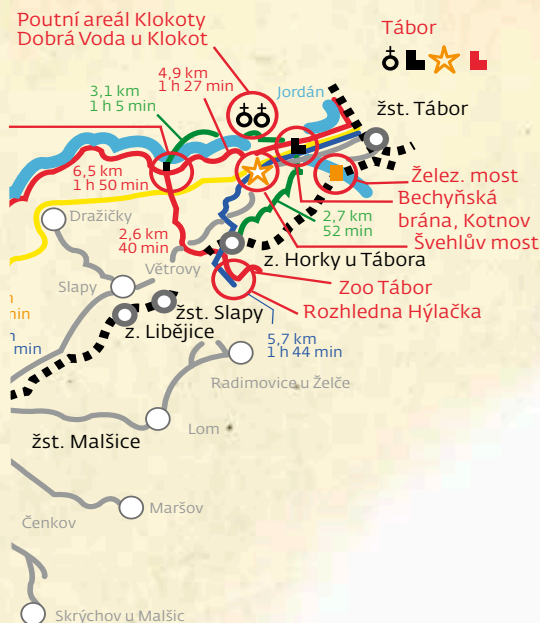 Poutní areál Klokoty
Dobrá Voda u Klokot
Tábor
4,9 km
1 h 27 min
3,1 km
1 h 5 min
Jordán
žst. Tábor
6,5 km
1 h 50 min
Želez. most
Bechyňská
brána, Kotnov
Švehlův most
2,7 km
52 min
Dražičky
2,6 km
40 min
z. Horky u Tábora
Větrovy
Zoo Tábor
Slapy
Rozhledna Hýlačka
žst. Slapy
z. Libějice
in
min
5,7 km
1 h 44 min
Radimovice u Želče
Lom
žst. Malšice
Maršov
Čenkov
Skrýchov u Malšic